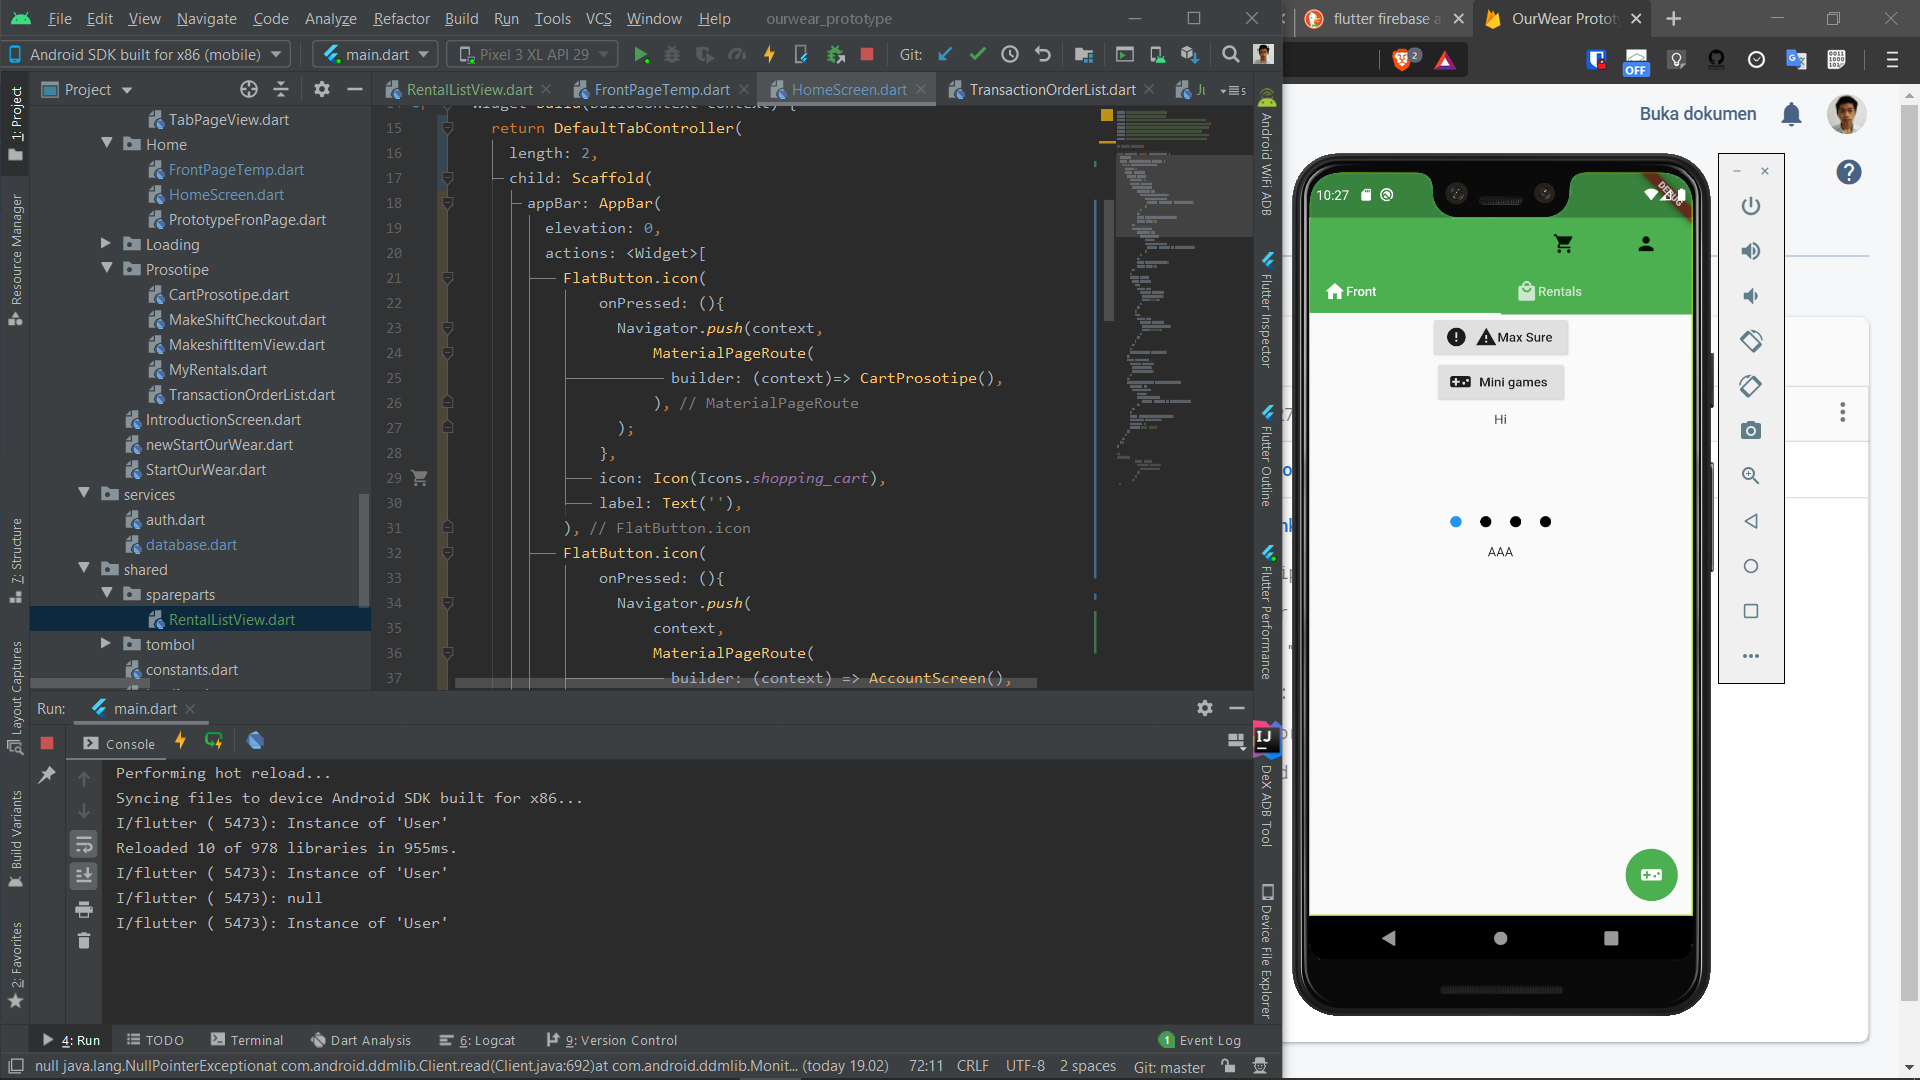 File Edit View Navigate Code Analyze Refactor Build Run Tools VCS Window Help ourwear_prototype
Android SDK built for x86 (mobile) main.dart Pixel 3 XL API 29 Git:
Project
RentalListView.dart FrontPageTemp.dart HomeScreen.dart TransactionOrderList.dart
1: Project
Resource Manager
7: Structure
Layout Captures
Build Variants
2: Favorites
TabPageView.dart
Home
FrontPageTemp.dart
HomeScreen.dart
PrototypeFronPage.dart
Loading
Prosotipe
CartProsotipe.dart
MakeShiftCheckout.dart
MakeshiftItemView.dart
MyRentals.dart
TransactionOrderList.dart
IntroductionScreen.dart
newStartOurWear.dart
StartOurWear.dart
services
auth.dart
database.dart
shared
spareparts
RentalListView.dart
tombol
constants.dart
15 return DefaultTabController(
16 length: 2,
17 child: Scaffold(
18 appBar: AppBar(
19 elevation: 0,
20 actions: <Widget>[
21 FlatButton.icon(
22 onPressed: (){
23 Navigator.push(context,
24 MaterialPageRoute(
25 builder: (context)=> CartProsotipe(),
26 ), // MaterialPageRoute
27 );
28 },
29 icon: Icon(Icons.shopping_cart),
30 label: Text(''),
31 ), // FlatButton.icon
32 FlatButton.icon(
33 onPressed: (){
34 Navigator.push(
35 context,
36 MaterialPageRoute(
37 builder: (context) => AccountScreen(),
Android WiFi ADB
Flutter Inspector
Flutter Outline
Flutter Performance
DeX ADB Tool
Device File Explorer
Run: main.dart
Console
Performing hot reload...
Syncing files to device Android SDK built for x86...
I/flutter ( 5473): Instance of 'User'
Reloaded 10 of 978 libraries in 955ms.
I/flutter ( 5473): Instance of 'User'
I/flutter ( 5473): null
I/flutter ( 5473): Instance of 'User'
4: Run TODO Terminal Dart Analysis 6: Logcat 9: Version Control 1 Event Log
null java.lang.NullPointerExceptionat com.android.ddmlib.Client.read(Client.java:692)at com.android.ddmlib.Monit... (today 19.02) 72:11 CRLF UTF-8 2 spaces Git: master
flutter firebase a OurWear Proto
2
OFF
Buka dokumen
10:27
DEBUG
Front Rentals
Max Sure
Mini games
Hi
AAA